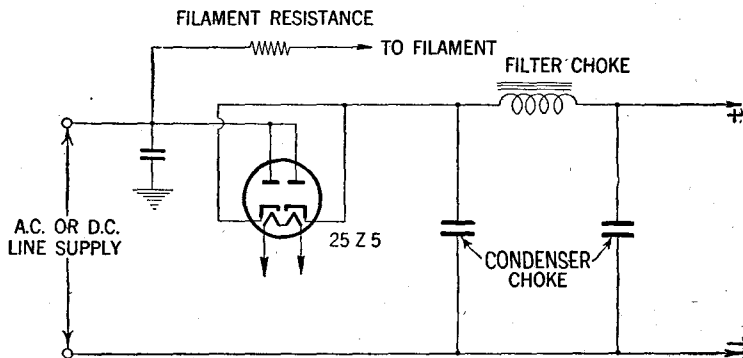 FILAMENT RESISTANCE
TO FILAMENT
FILTER CHOKE
+
A.C. OR D.C.
LINE SUPPLY
25 Z 5
CONDENSER
CHOKE
-